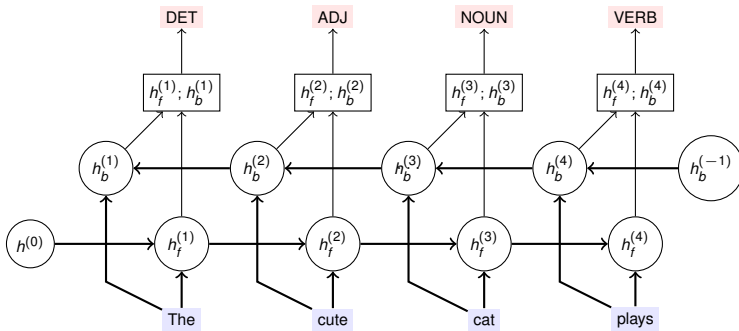 DET ADJ NOUN VERB
h_f^{(1)}; h_b^{(1)} h_f^{(2)}; h_b^{(2)} h_f^{(3)}; h_b^{(3)} h_f^{(4)}; h_b^{(4)}
h_b^{(1)} h_b^{(2)} h_b^{(3)} h_b^{(4)} h_b^{(-1)}
h^{(0)} h_f^{(1)} h_f^{(2)} h_f^{(3)} h_f^{(4)}
The cute cat plays